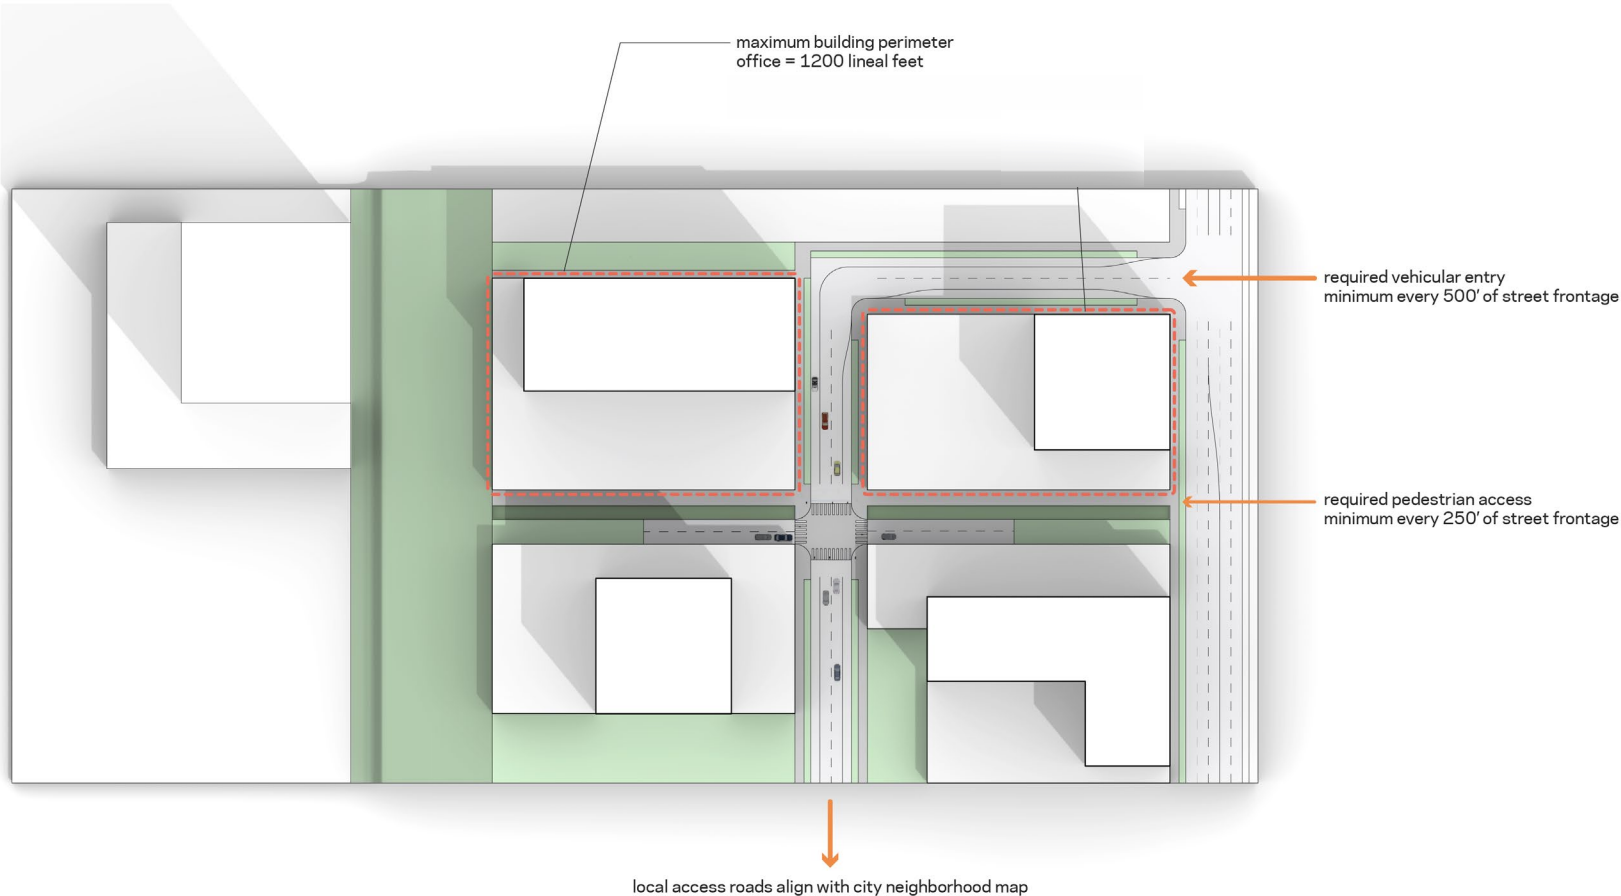 maximum building perimeter
office = 1200 lineal feet
required vehicular entry
minimum every 500' of street frontage
required pedestrian access
minimum every 250' of street frontage
local access roads align with city neighborhood map